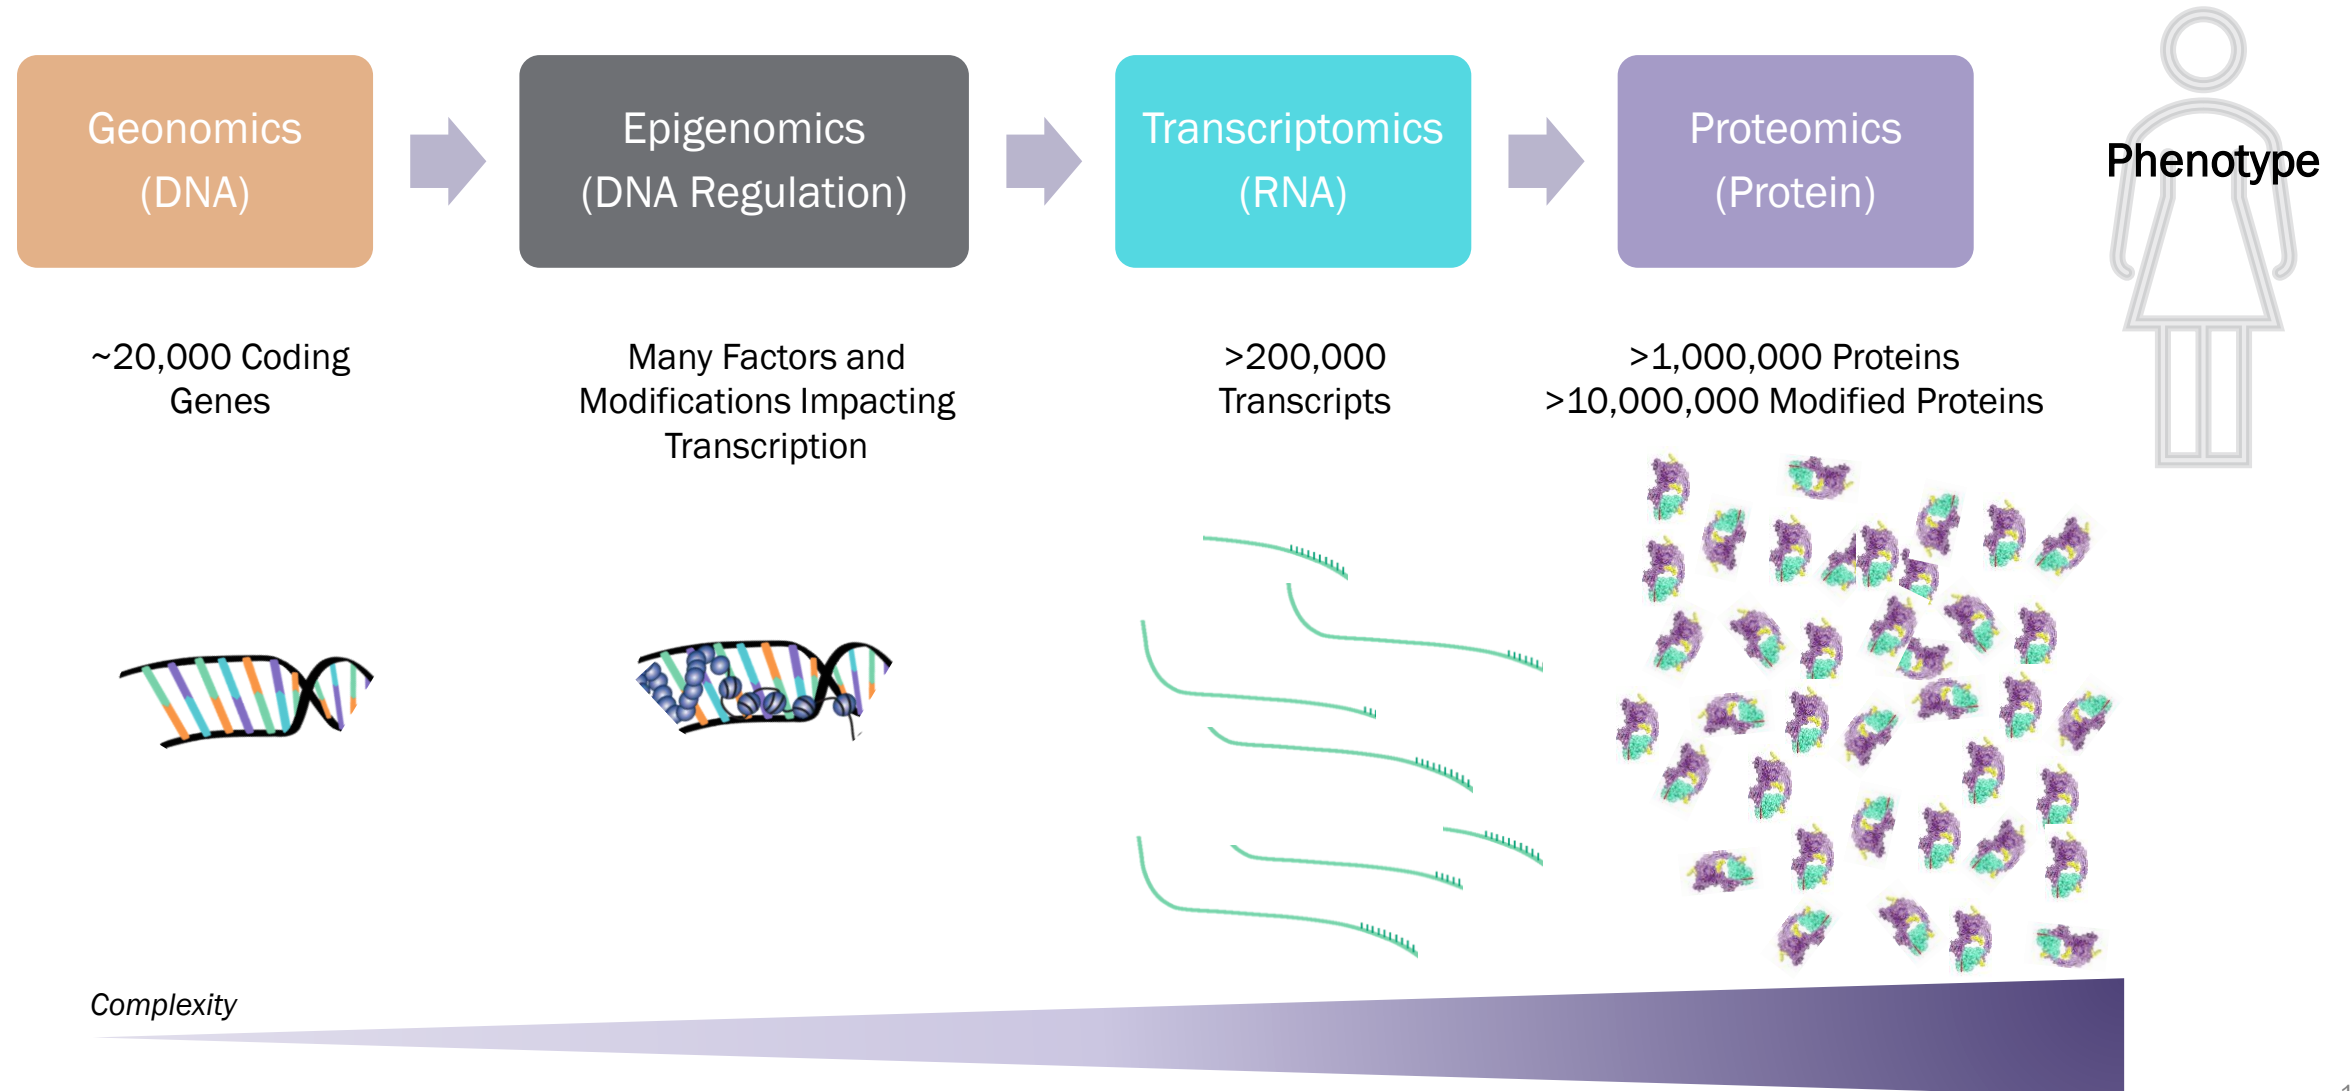 Geonomics
(DNA)
Epigenomics
(DNA Regulation)
Transcriptomics
(RNA)
Proteomics
(Protein)
Phenotype
~20,000 Coding
Genes
Many Factors and
Modifications Impacting
Transcription
>200,000
Transcripts
>1,000,000 Proteins
>10,000,000 Modified Proteins
Complexity